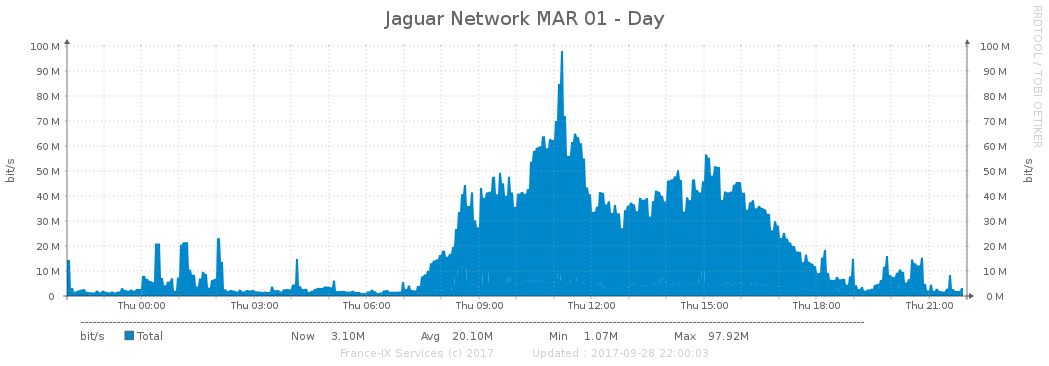 Jaguar Network MAR 01 - Day
RRDTOOL / TOBI OETIKER
bit/s
100 M
90 M
80 M
70 M
60 M
50 M
40 M
30 M
20 M
10 M
0
100 M
90 M
80 M
70 M
60 M
50 M
40 M
30 M
20 M
10 M
0 M
bit/s
Thu 00:00 Thu 03:00 Thu 06:00 Thu 09:00 Thu 12:00 Thu 15:00 Thu 18:00 Thu 21:00
bit/s Total Now 3.10M Avg 20.10M Min 1.07M Max 97.92M
France-IX Services (c) 2017 Updated : 2017-09-28 22:00:03